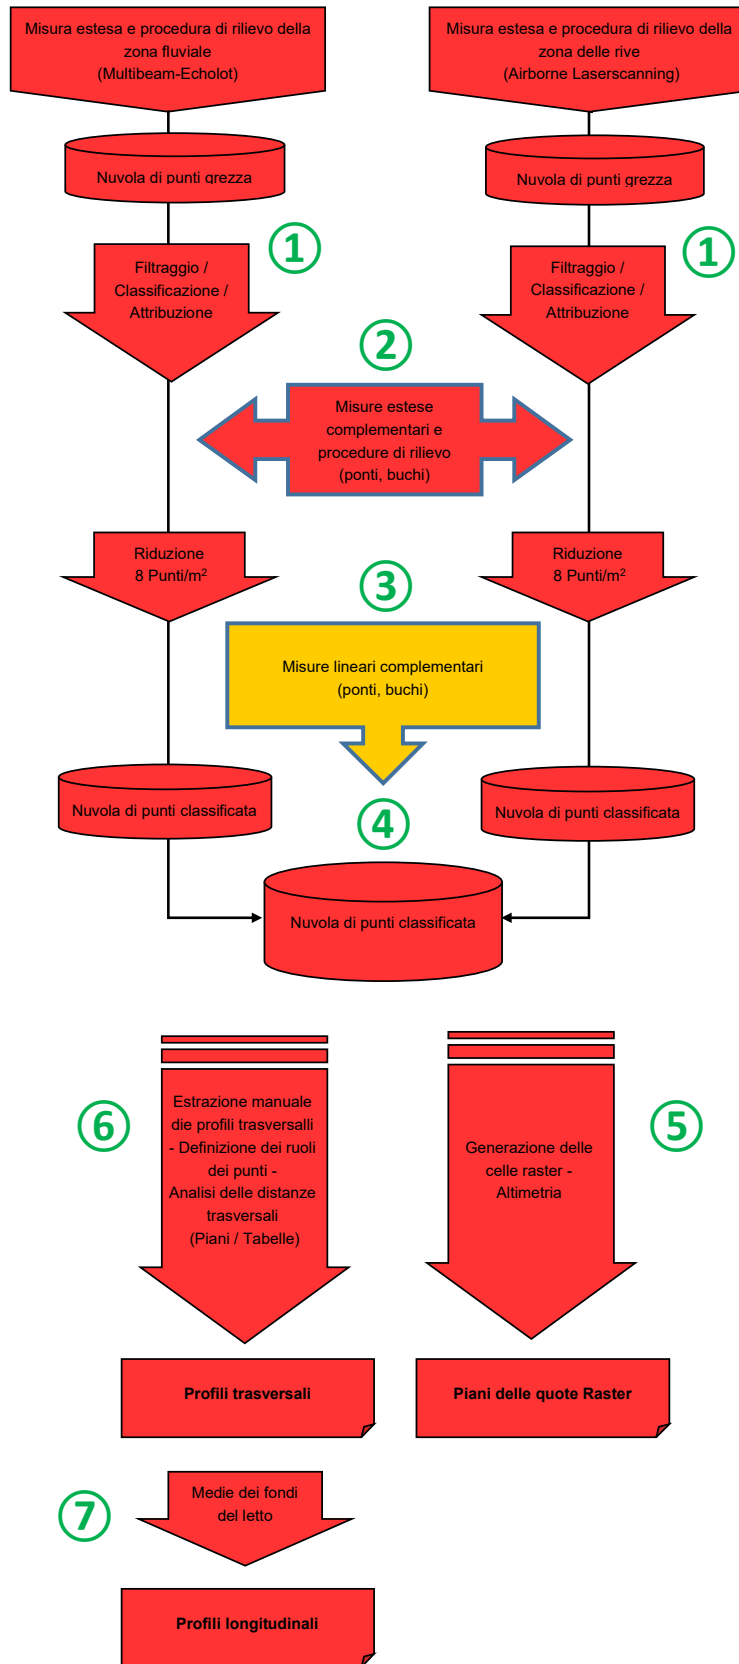 Misura estesa e procedura di rilievo della
zona fluviale
(Multibeam-Echolot)
Misura estesa e procedura di rilievo della
zona delle rive
(Airborne Laserscanning)
Nuvola di punti grezza
Nuvola di punti grezza
1
1
Filtraggio /
Classificazione /
Attribuzione
Filtraggio /
Classificazione /
Attribuzione
2
Misure estese
complementari e
procedure di rilievo
(ponti, buchi)
Riduzione
8 Punti/m²
Riduzione
8 Punti/m²
3
Misure lineari complementari
(ponti, buchi)
Nuvola di punti classificata
Nuvola di punti classificata
4
Nuvola di punti classificata
6
Estrazione manuale
die profili trasversalli
- Definizione dei ruoli
dei punti -
Analisi delle distanze
trasversali
(Piani / Tabelle)
5
Generazione delle
celle raster -
Altimetria
Profili trasversali
Piani delle quote Raster
7
Medie dei fondi
del letto
Profili longitudinali